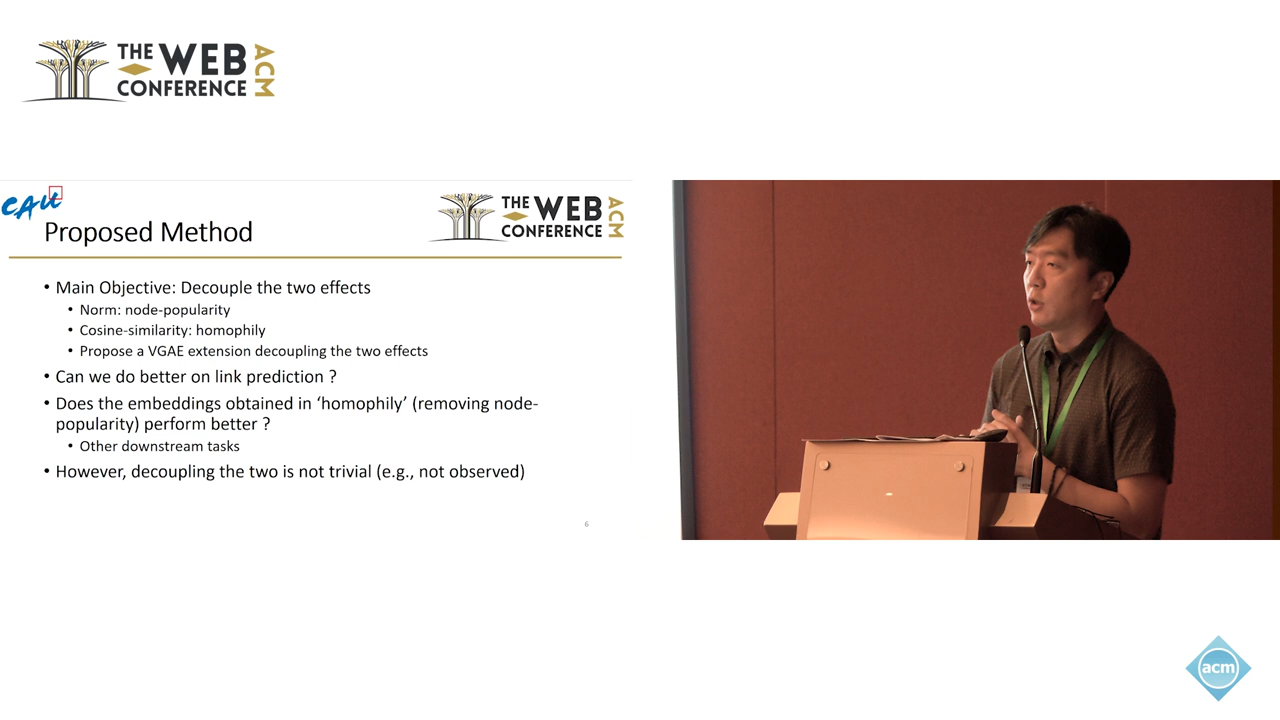 THE WEB
CONFERENCE
ACM
CAU
THE WEB
CONFERENCE
ACM
Proposed Method
• Main Objective: Decouple the two effects
• Norm: node-popularity
• Cosine-similarity: homophily
• Propose a VGAE extension decoupling the two effects
• Can we do better on link prediction ?
• Does the embeddings obtained in ‘homophily’ (removing node-
popularity) perform better ?
• Other downstream tasks
• However, decoupling the two is not trivial (e.g., not observed)
6
acm